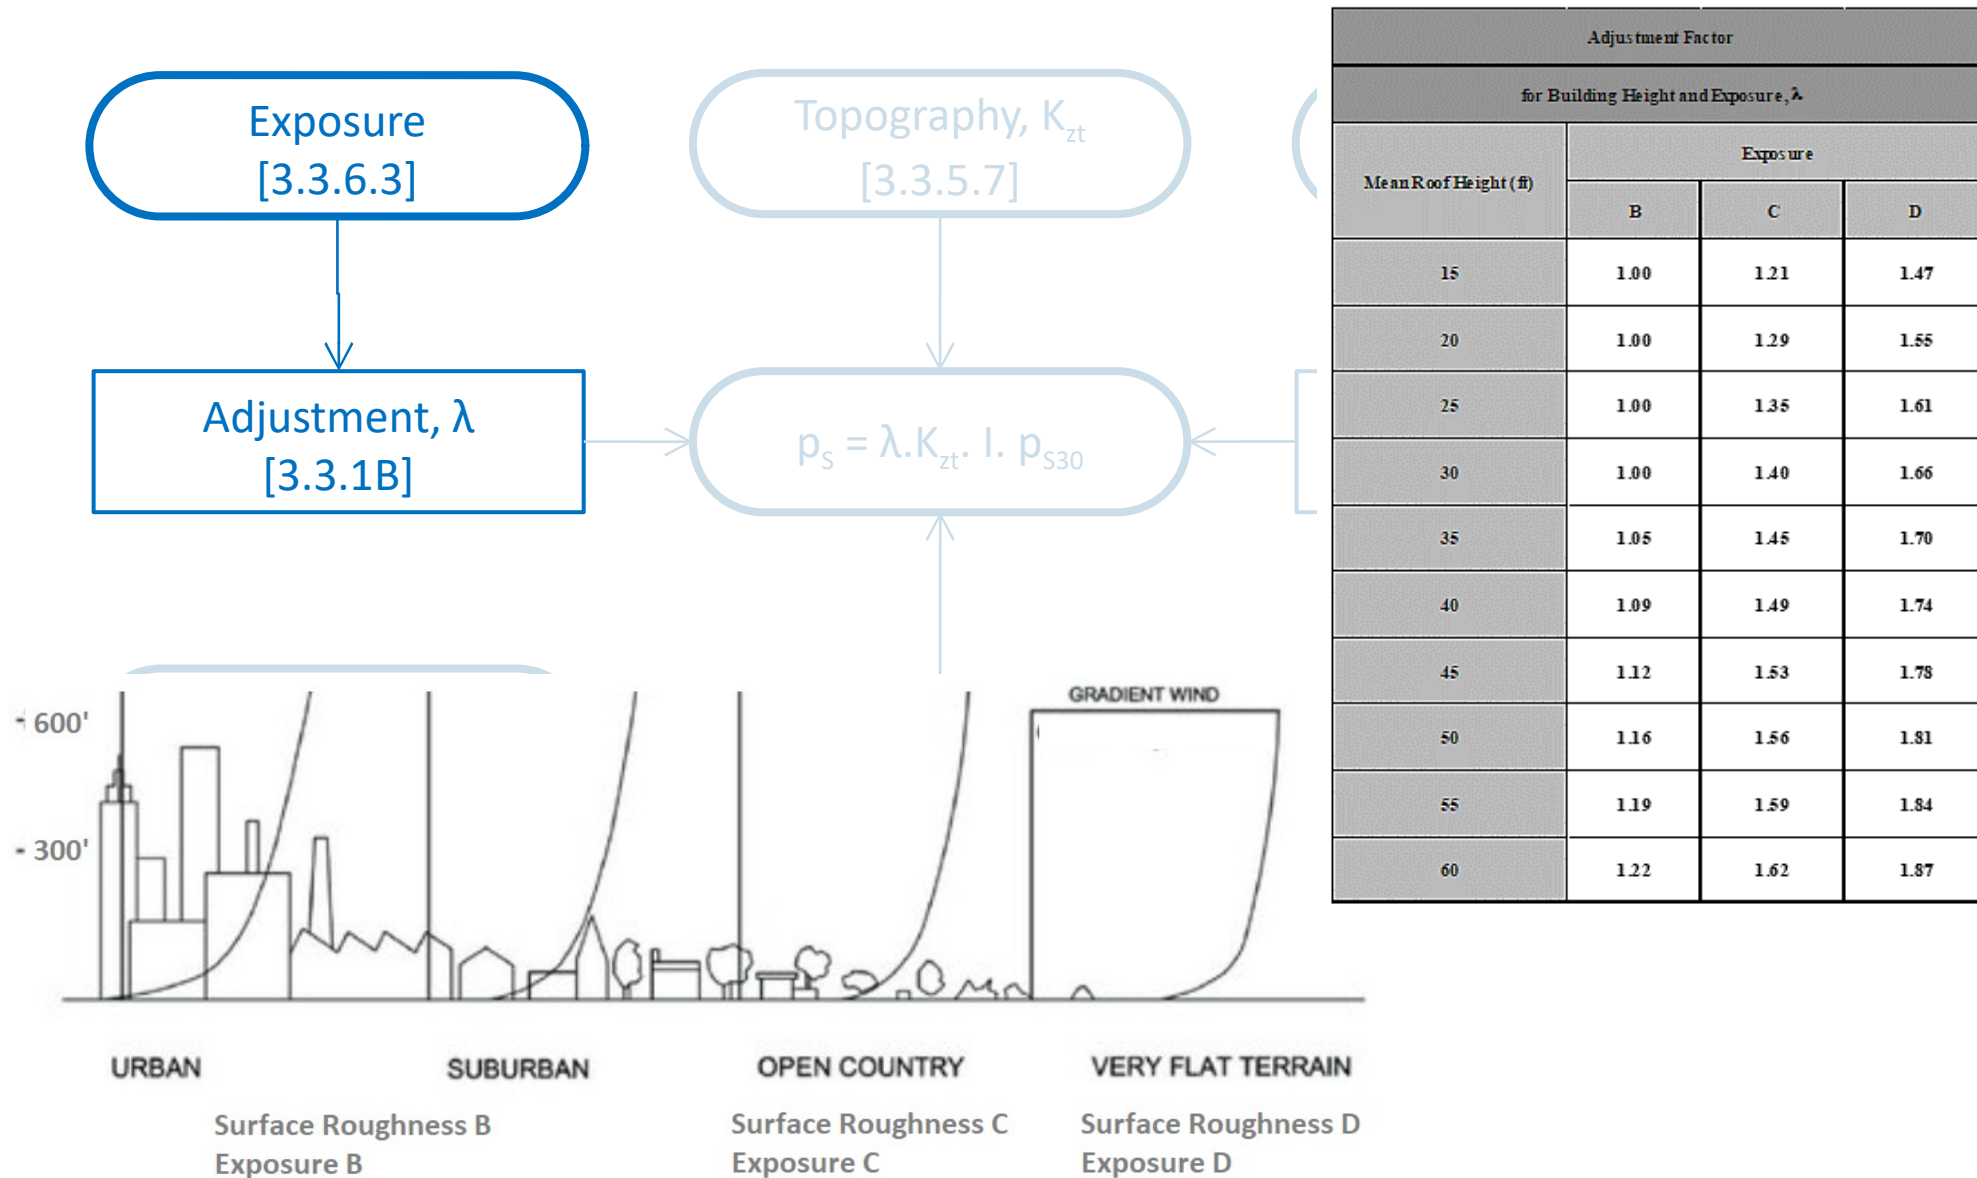 Exposure
[3.3.6.3]
Topography, Kzt
[3.3.5.7]
Adjustment, λ
[3.3.1B]
pS = λ.Kzt. I. pS30
Adjustment Factor
for Building Height and Exposure, λ
Mean Roof Height (ft)
Exposure
B C D
15 1.00 1.21 1.47
20 1.00 1.29 1.55
25 1.00 1.35 1.61
30 1.00 1.40 1.66
35 1.05 1.45 1.70
40 1.09 1.49 1.74
45 1.12 1.53 1.78
50 1.16 1.56 1.81
55 1.19 1.59 1.84
60 1.22 1.62 1.87
GRADIENT WIND
- 600'
- 300'
URBAN SUBURBAN OPEN COUNTRY VERY FLAT TERRAIN
Surface Roughness B
Exposure B
Surface Roughness C
Exposure C
Surface Roughness D
Exposure D